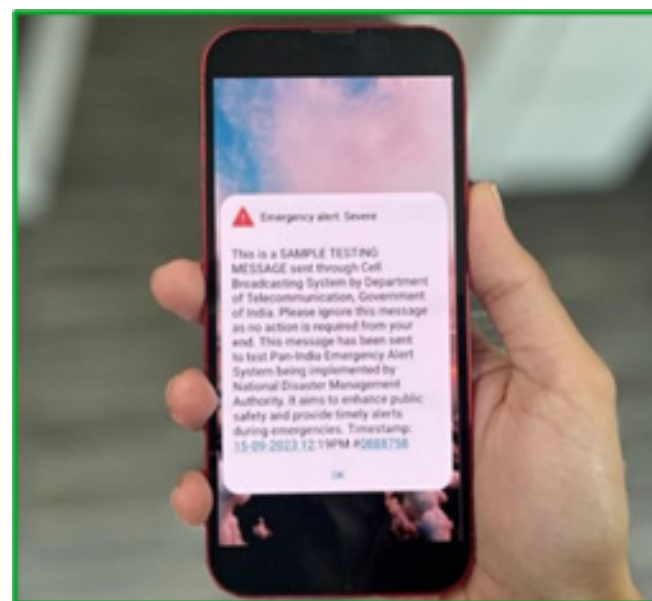 Emergency alert: Severe
This is a SAMPLE TESTING
MESSAGE sent through Cell
Broadcasting System by Department
of Telecommunication, Government
of India. Please ignore this message
as no action is required from your
end. This message has been sent
to test Pan-India Emergency Alert
System being implemented by
National Disaster Management
Authority. It aims to enhance public
safety and provide timely alerts
during emergencies. Timestamp:
15-09-2023 12:19PM #0888758
OK